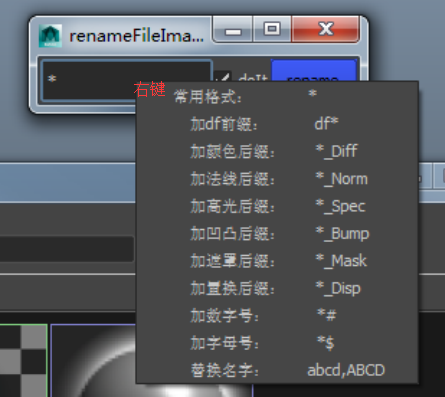 renameFileIma...
*
右键
doIt
rename
常用格式: *
加df前缀: df*
加颜色后缀: *_Diff
加法线后缀: *_Norm
加高光后缀: *_Spec
加凹凸后缀: *_Bump
加遮罩后缀: *_Mask
加置换后缀: *_Disp
加数字号: *#
加字母号: *$
替换名字: abcd,ABCD